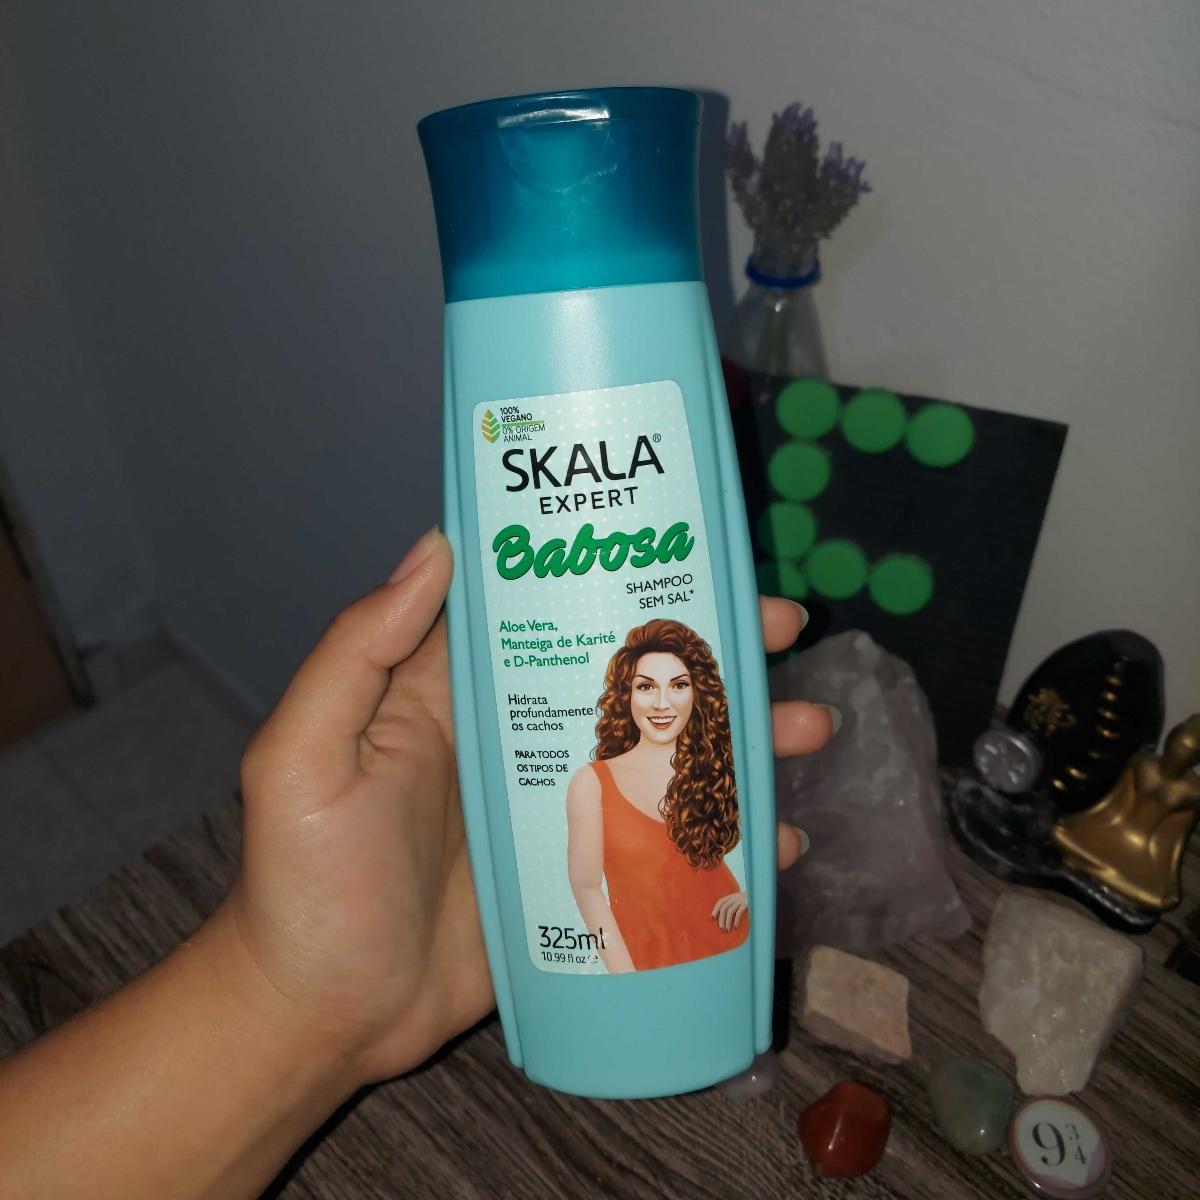 100%
VEGANO
0% ORIGEM
ANIMAL
SKALA®
EXPERT
Babosa
SHAMPOO
SEM SAL*
Aloe Vera,
Manteiga de Karité
e D-Panthenol
Hidrata
profundamente
os cachos
PARA TODOS
OS TIPOS DE
CACHOS
325ml
10.99 fl oz ℮
9 3/4